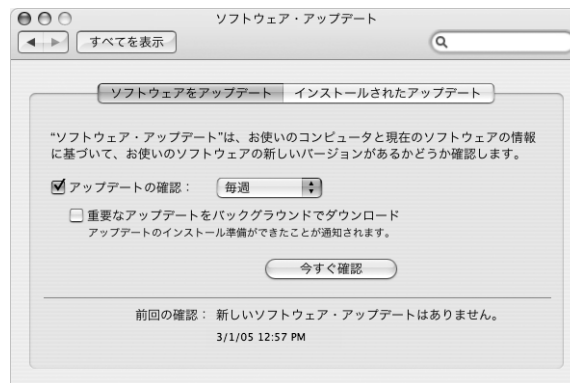 ソフトウェア・アップデート
すべてを表示
ソフトウェアをアップデート
インストールされたアップデート
“ソフトウェア・アップデート”は、お使いのコンピュータと現在のソフトウェアの情報
に基づいて、お使いのソフトウェアの新しいバージョンがあるかどうか確認します。
アップデートの確認： 毎週
重要なアップデートをバックグラウンドでダウンロード
アップデートのインストール準備ができたことが通知されます。
今すぐ確認
前回の確認： 新しいソフトウェア・アップデートはありません。
3/1/05 12:57 PM